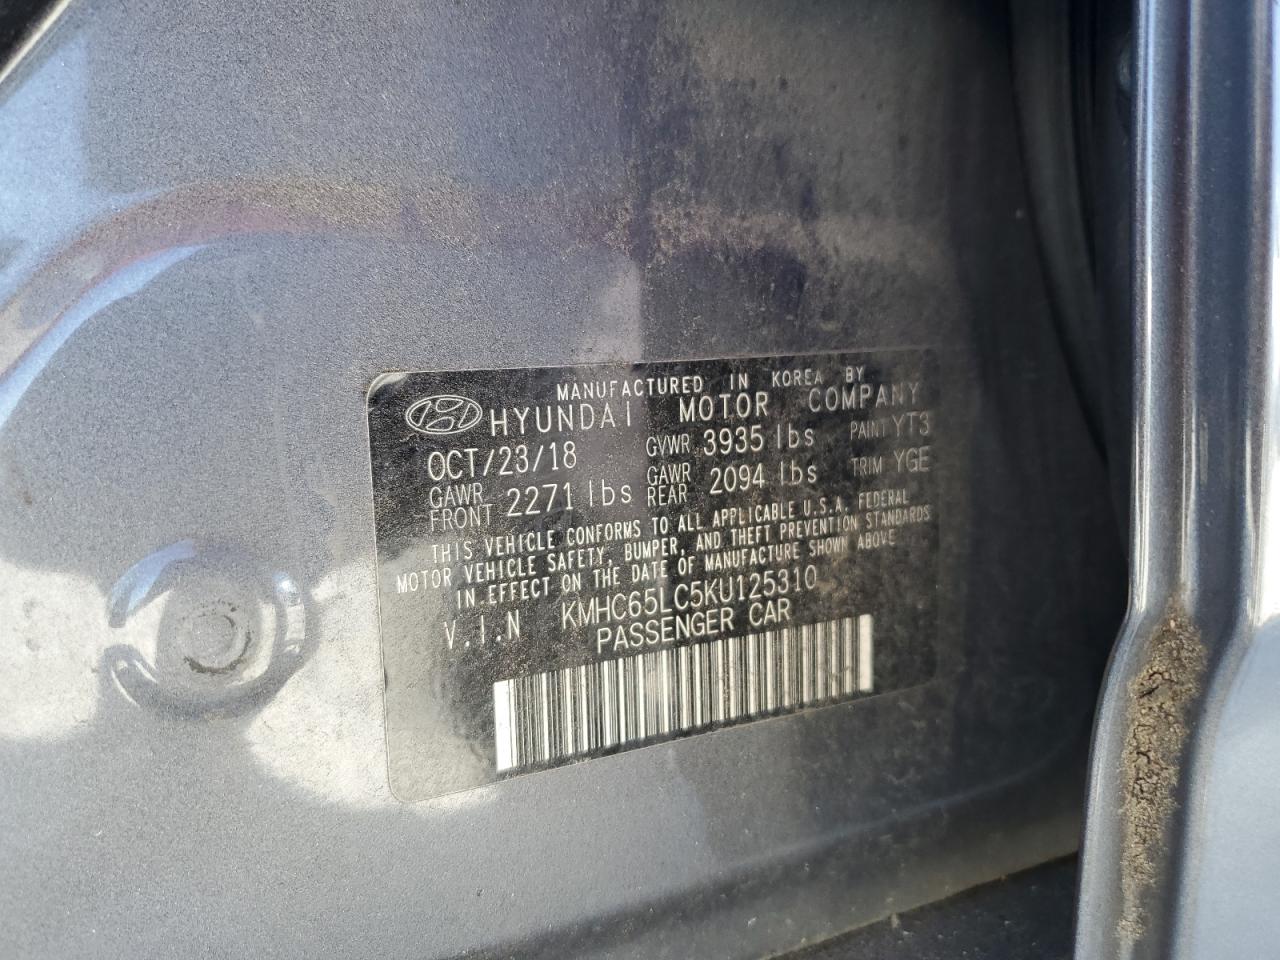 MANUFACTURED IN KOREA BY
HYUNDAI MOTOR COMPANY
OCT/23/18 GVWR 3935 lbs PAINT YT3
GAWR FRONT 2271 lbs GAWR REAR 2094 lbs TRIM YGE
THIS VEHICLE CONFORMS TO ALL APPLICABLE U.S.A. FEDERAL
MOTOR VEHICLE SAFETY, BUMPER, AND THEFT PREVENTION STANDARDS
IN EFFECT ON THE DATE OF MANUFACTURE SHOWN ABOVE
V.I.N KMHC65LC5KU125310
PASSENGER CAR